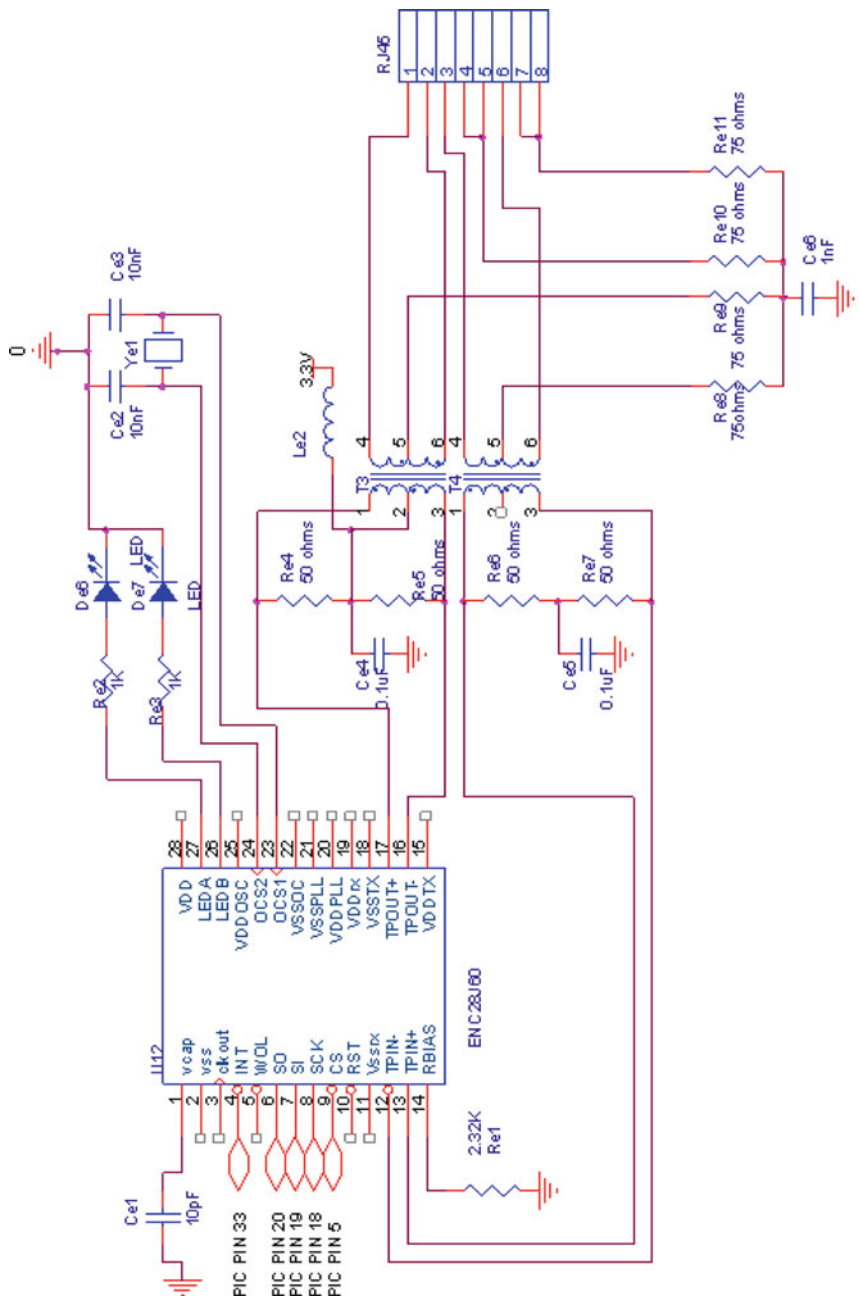 RJ45
1
2
3
4
5
6
7
8
0
Ce3
10nF
Ye1
Ce2
10nF
3.3V
Le2
De6
De7
LED
LED
Re2
1K
Re3
1K
T3
1
2
3
4
5
6
T4
1
2
3
4
5
6
Re4
50 ohms
Re5
50 ohms
Re6
50 ohms
Re7
50 ohms
Ce4
0.1uF
Ce5
0.1uF
Re11
75 ohms
Re10
75 ohms
Re9
75 ohms
Re8
75ohms
Ce6
1nF
U12
ENC28J60
1 vcap
2 vss
3 clkout
4 INT
5 WOL
6 SO
7 SI
8 SCK
9 CS
10 RST
11 Vssrx
12 TPIN-
13 TPIN+
14 RBIAS
VDD 28
LEDA 27
LEDB 26
VDDOSC 25
OCS2 24
OCS1 23
VSSOC 22
VSSPLL 21
VDDPLL 20
VDDrx 19
VSSTX 18
TPOUT+ 17
TPOUT- 16
VDDTX 15
Ce1
10pF
PIC PIN 33
PIC PIN 20
PIC PIN 19
PIC PIN 18
PIC PIN 5
2.32K
Re1